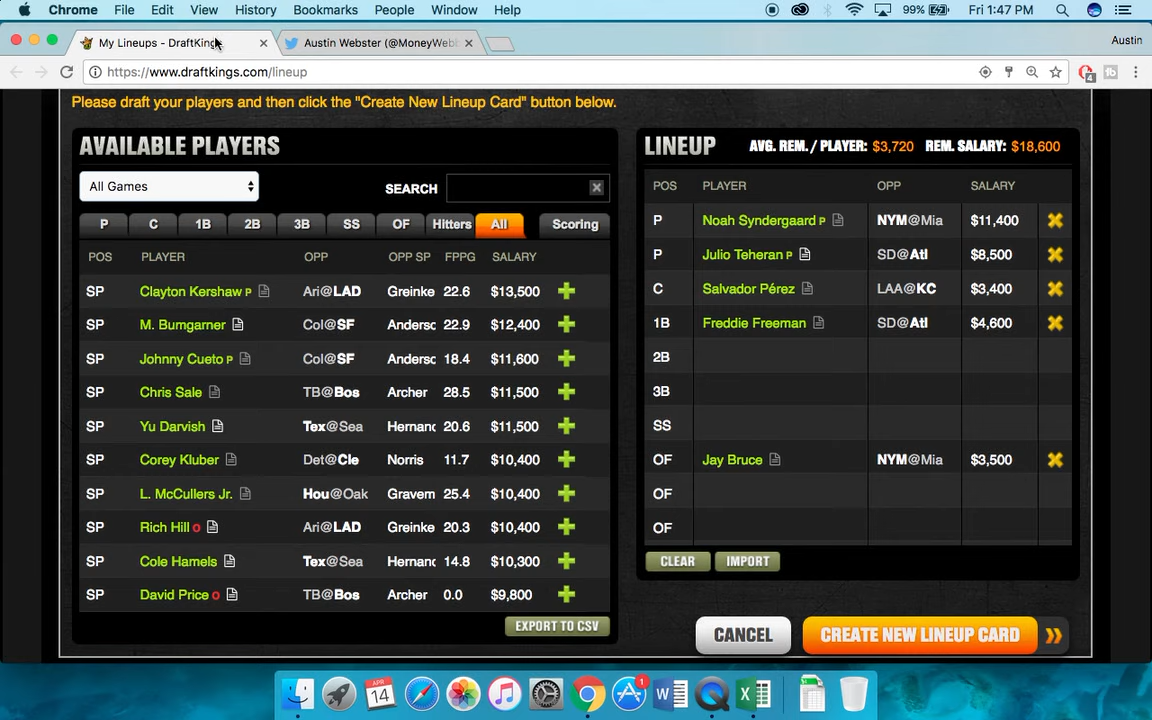 Chrome File Edit View History Bookmarks People Window Help 99% Fri 1:47 PM
My Lineups - DraftKings Austin Webster (@MoneyWebb Austin
https://www.draftkings.com/lineup 4
Please draft your players and then click the "Create New Lineup Card" button below.
AVAILABLE PLAYERS
All Games SEARCH
P C 1B 2B 3B SS OF Hitters All Scoring
POS PLAYER OPP OPP SP FPPG SALARY
SP Clayton Kershaw P Ari@LAD Greinke 22.6 $13,500
SP M. Bumgarner Col@SF Anderso 22.9 $12,400
SP Johnny Cueto P Col@SF Anderso 18.4 $11,600
SP Chris Sale TB@Bos Archer 28.5 $11,500
SP Yu Darvish Tex@Sea Hernanc 20.6 $11,500
SP Corey Kluber Det@Cle Norris 11.7 $10,400
SP L. McCullers Jr. Hou@Oak Gravem 25.4 $10,400
SP Rich Hill O Ari@LAD Greinke 20.3 $10,400
SP Cole Hamels Tex@Sea Hernanc 14.8 $10,300
SP David Price O TB@Bos Archer 0.0 $9,800
EXPORT TO CSV
LINEUP AVG. REM. / PLAYER: $3,720 REM. SALARY: $18,600
POS PLAYER OPP SALARY
P Noah Syndergaard P NYM@Mia $11,400
P Julio Teheran P SD@Atl $8,500
C Salvador Pérez LAA@KC $3,400
1B Freddie Freeman SD@Atl $4,600
2B
3B
SS
OF Jay Bruce NYM@Mia $3,500
OF
OF
CLEAR IMPORT
CANCEL CREATE NEW LINEUP CARD
APR
14
1